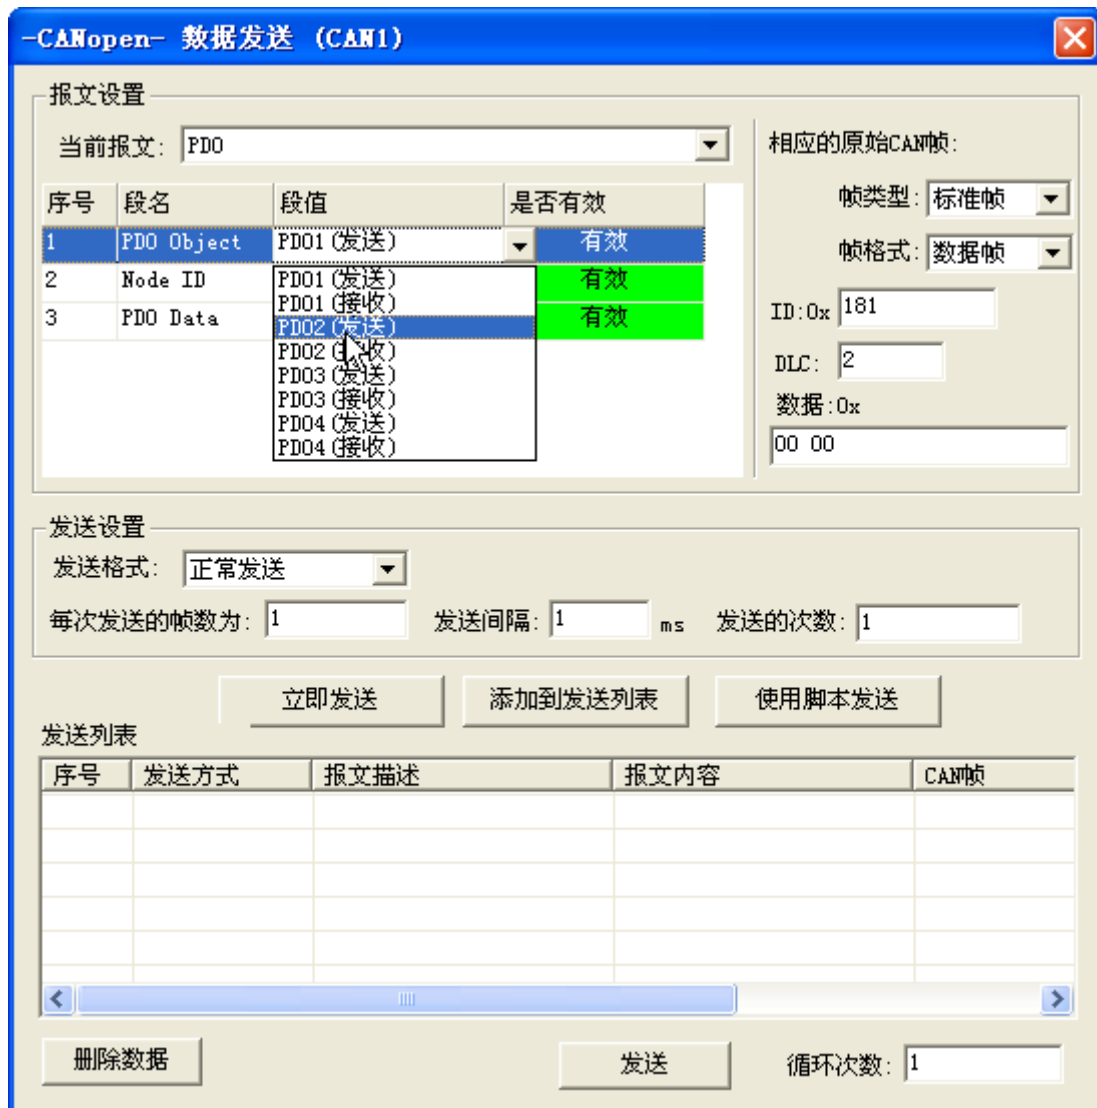 -CANopen- 数据发送 (CAN1)
报文设置
当前报文: PDO
相应的原始CAN帧:
序号 段名 段值 是否有效
帧类型: 标准帧
1 PDO Object PDO1(发送) 有效
帧格式: 数据帧
2 Node ID PDO1(发送) 有效
PDO1(接收)
ID:0x 181
3 PDO Data PDO2(发送) 有效
PDO2(接收)
DLC: 2
PDO3(发送)
PDO3(接收)
数据:0x
PDO4(发送)
PDO4(接收)
00 00
发送设置
发送格式: 正常发送
每次发送的帧数为: 1 发送间隔: 1 ms 发送的次数: 1
立即发送 添加到发送列表 使用脚本发送
发送列表
序号 发送方式 报文描述 报文内容 CAN帧
删除数据 发送 循环次数: 1